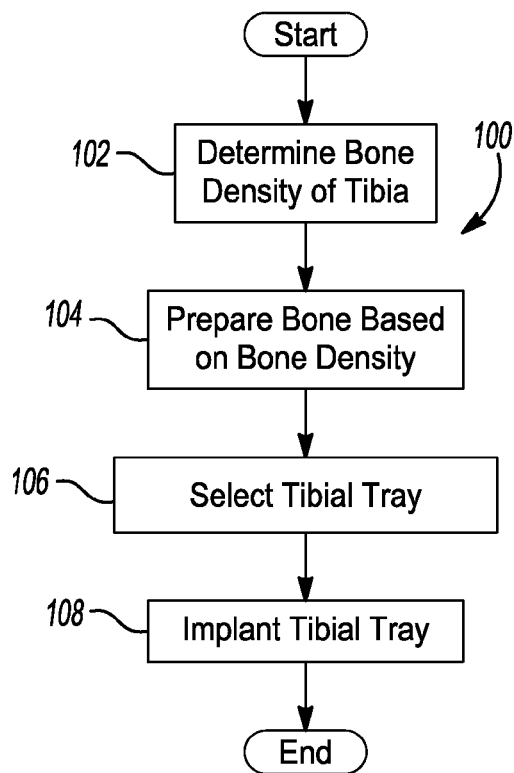 Start
102
Determine Bone
Density of Tibia
100
104
Prepare Bone Based
on Bone Density
106
Select Tibial Tray
108
Implant Tibial Tray
End